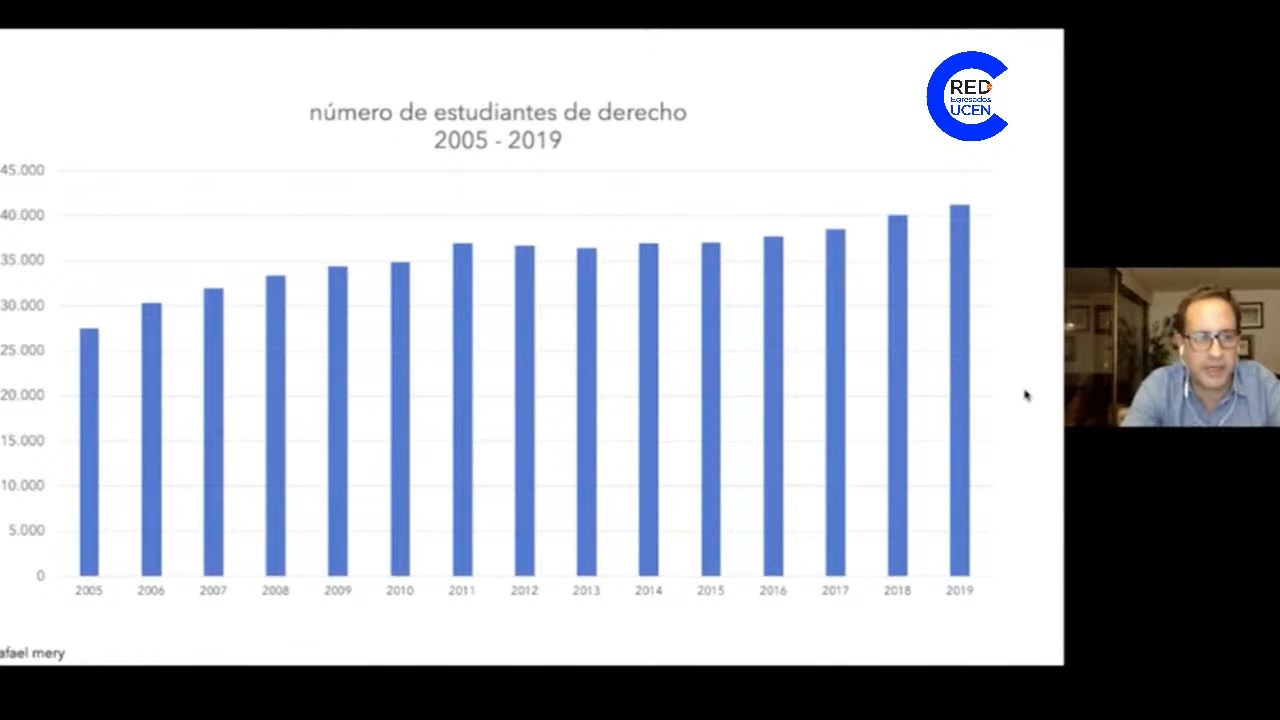 RED
Egresados
UCEN
número de estudiantes de derecho
2005 - 2019
45.000
40.000
35.000
30.000
25.000
20.000
15.000
10.000
5.000
0
2005 2006 2007 2008 2009 2010 2011 2012 2013 2014 2015 2016 2017 2018 2019
afael mery